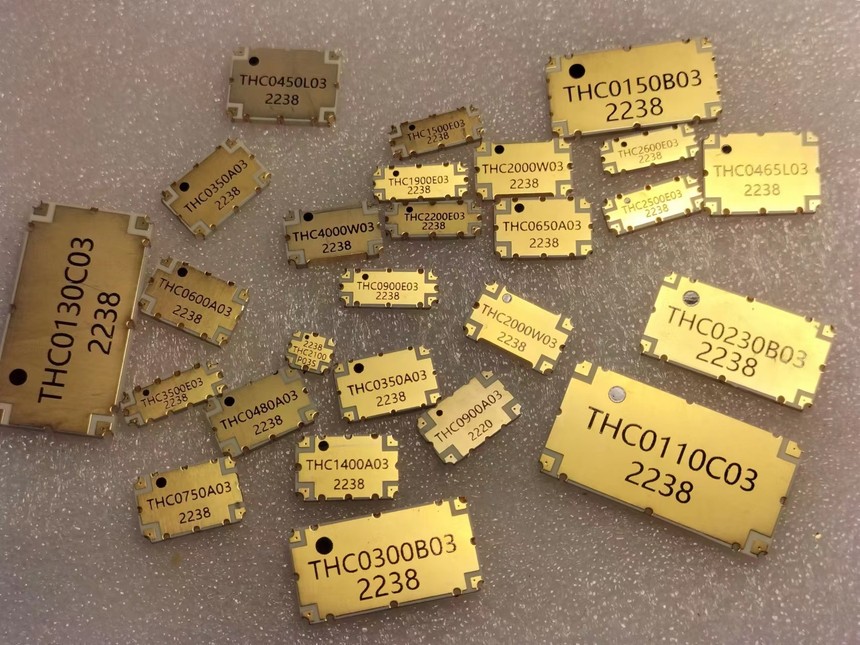 THC0450L03
2238
THC0150B03
2238
THC1500E03
2238
THC2600E03
2238
THC0350A03
2238
THC1900E03
2238
THC2000W03
2238
THC0465L03
2238
THC2500E03
2238
THC4000W03
2238
THC2200E03
2238
THC0650A03
2238
THC0130C03
2238
THC0600A03
2238
THC0900E03
2238
THC2000W03
2238
THC0230B03
2238
2238
THC2100
P03S
THC3500E03
2238
THC0480A03
2238
THC0350A03
2238
THC0900A03
2220
THC0110C03
2238
THC1400A03
2238
THC0750A03
2238
THC0300B03
2238